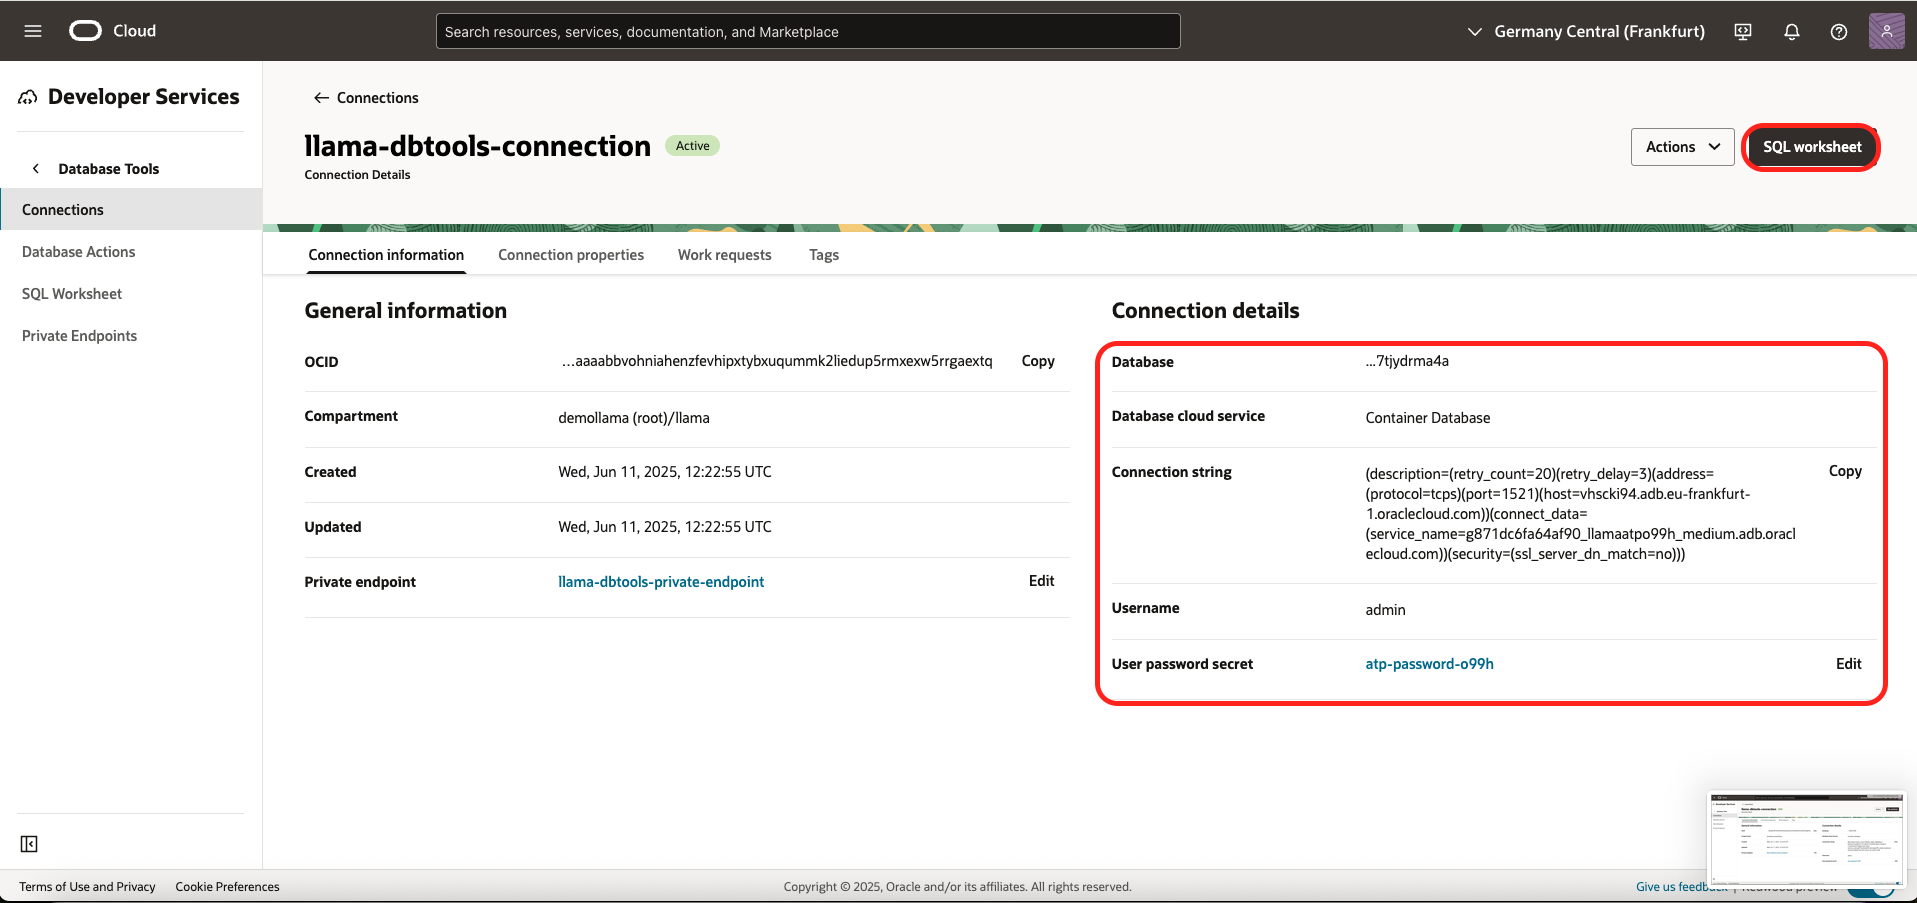 Cloud
Search resources, services, documentation, and Marketplace
Germany Central (Frankfurt)
Developer Services
Database Tools
Connections
Database Actions
SQL Worksheet
Private Endpoints
Connections
llama-dbtools-connection
Active
Connection Details
Actions
SQL worksheet
Connection information
Connection properties
Work requests
Tags
General information
OCID
...aaaabbvohniahenzfevhipxtybxuqummk2liedup5rmxexw5rrgaextq
Copy
Compartment
demollama (root)/llama
Created
Wed, Jun 11, 2025, 12:22:55 UTC
Updated
Wed, Jun 11, 2025, 12:22:55 UTC
Private endpoint
llama-dbtools-private-endpoint
Edit
Connection details
Database
...7tjydrma4a
Database cloud service
Container Database
Connection string
(description=(retry_count=20)(retry_delay=3)(address=
(protocol=tcps)(port=1521)(host=vhscki94.adb.eu-frankfurt-
1.oraclecloud.com))(connect_data=
(service_name=g871dc6fa64af90_llamaatpo99h_medium.adb.oracl
ecloud.com))(security=(ssl_server_dn_match=no)))
Copy
Username
admin
User password secret
atp-password-o99h
Edit
Terms of Use and Privacy
Cookie Preferences
Copyright © 2025, Oracle and/or its affiliates. All rights reserved.
Give us feedback